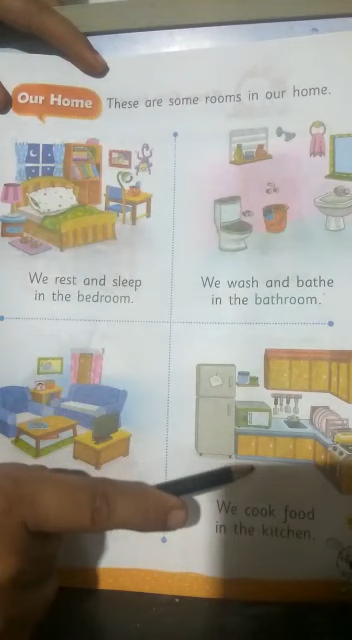 Our Home These are some rooms in our home.
We rest and sleep
in the bedroom.
We wash and bathe
in the bathroom.
We cook food
in the kitchen.